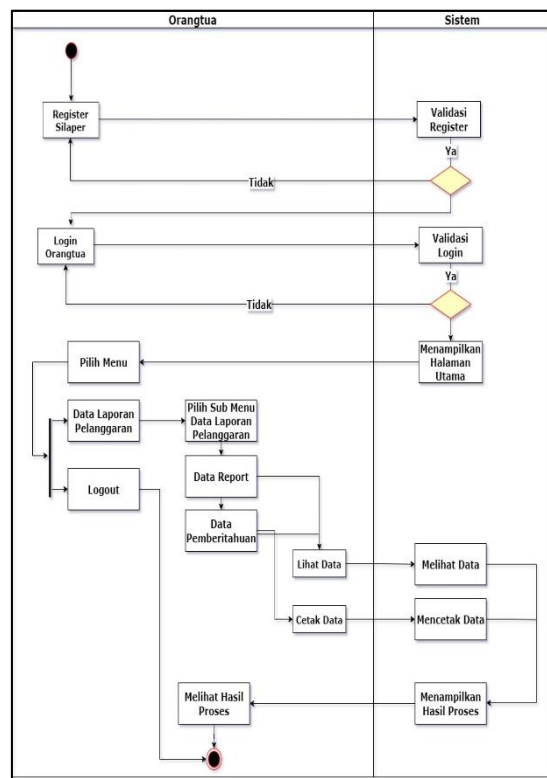 Orangtua
Sistem
Register
Silaper
Validasi
Register
Ya
Tidak
Login
Orangtua
Validasi
Login
Ya
Tidak
Menampilkan
Halaman
Utama
Pilih Menu
Data Laporan
Pelanggaran
Pilih Sub Menu
Data Laporan
Pelanggaran
Logout
Data Report
Data
Pemberitahuan
Lihat Data
Melihat Data
Cetak Data
Mencetak Data
Melihat Hasil
Proses
Menampilkan
Hasil Proses